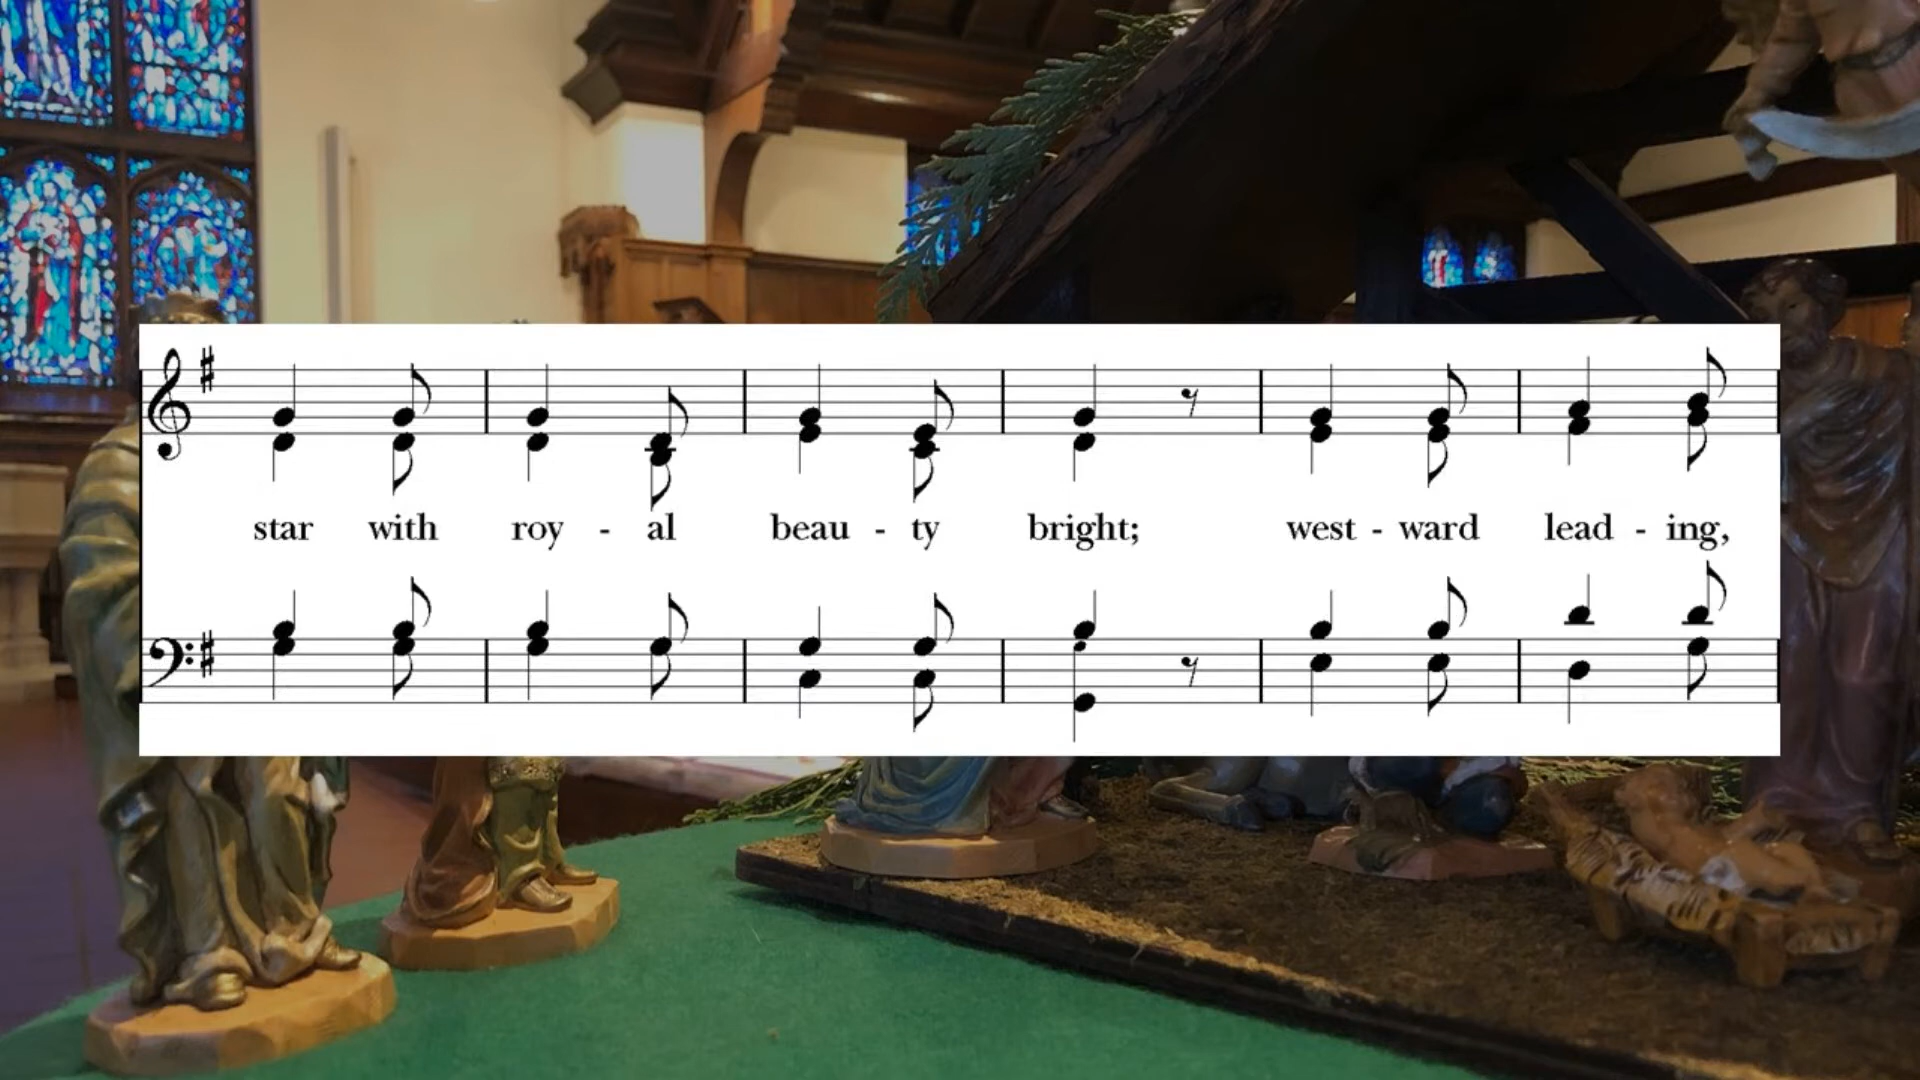 star with roy - al beau - ty bright; west - ward lead - ing,